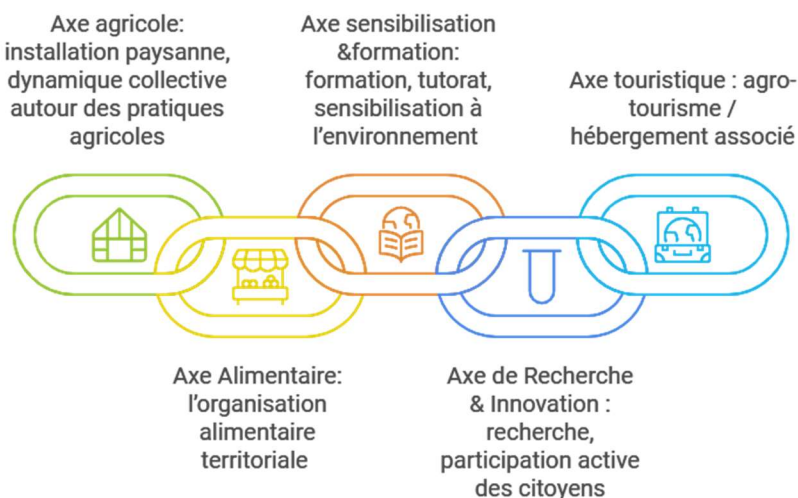 Axe agricole:
installation paysanne,
dynamique collective
autour des pratiques
agricoles
Axe sensibilisation
&formation:
formation, tutorat,
sensibilisation à
l'environnement
Axe touristique : agro-
tourisme /
hébergement associé
Axe Alimentaire:
l'organisation
alimentaire
territoriale
Axe de Recherche
& Innovation :
recherche,
participation active
des citoyens